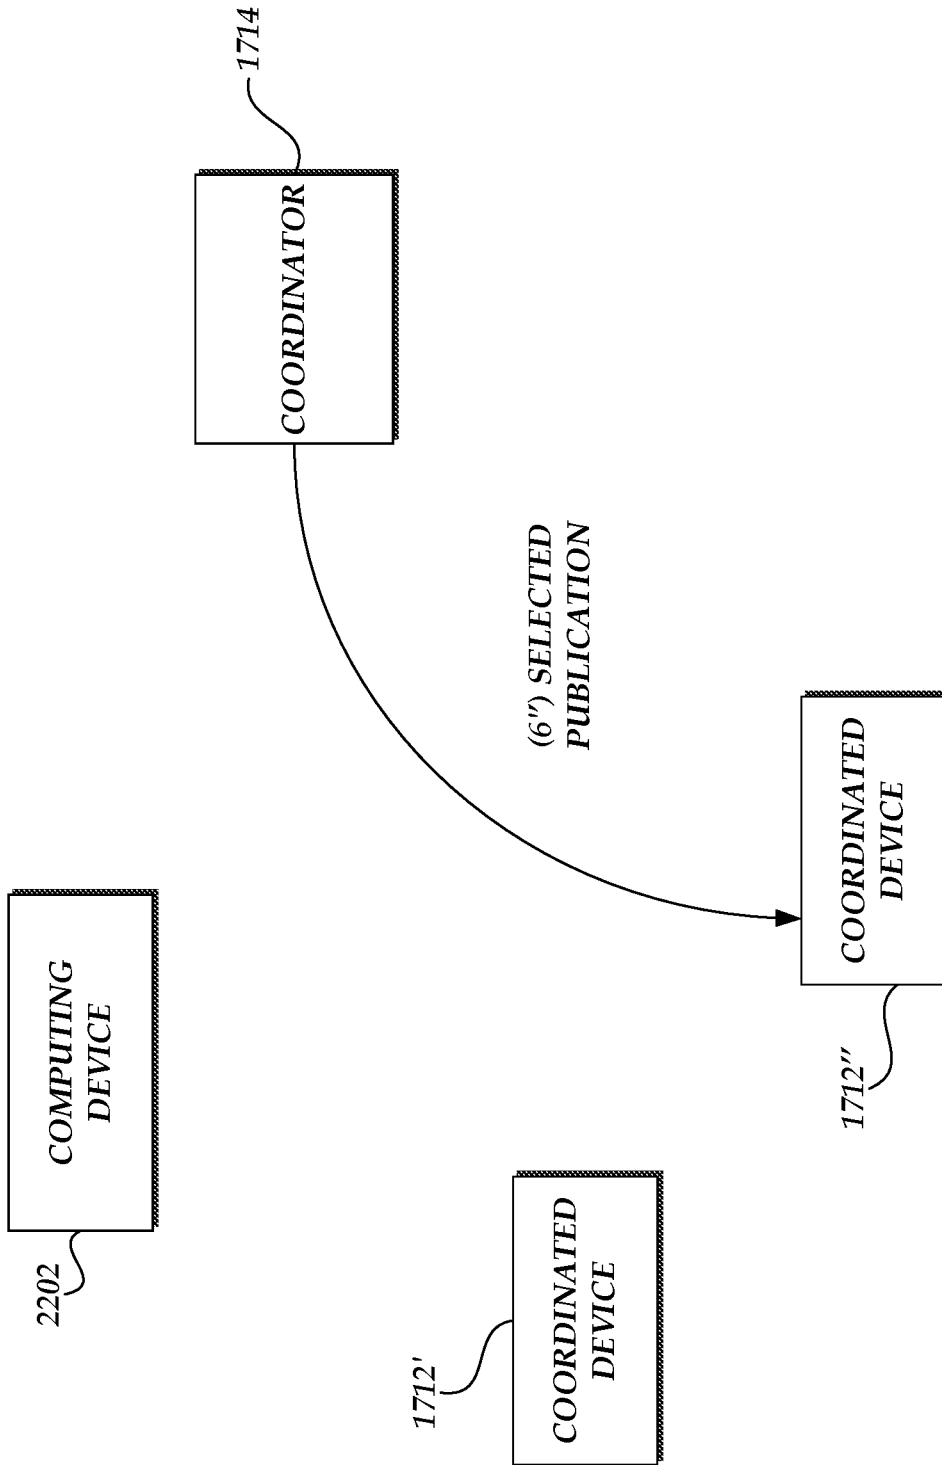 2202
COMPUTING
DEVICE
1714
COORDINATOR
1712'
COORDINATED
DEVICE
(6") SELECTED
PUBLICATION
1712"
COORDINATED
DEVICE